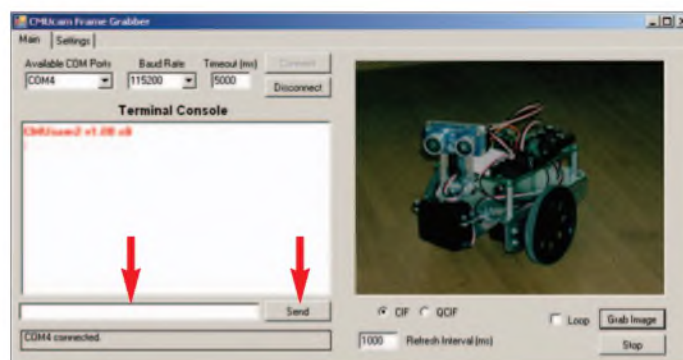 CMUcam Frame Grabber
Main Settings
Available COM Ports Baud Rate Timeout (ms) Connect
COM4 115200 5000 Disconnect
Terminal Console
CMUcam2 v1.00 c6
Send
COM4 connected.
CIF QCIF
Loop Grab Image
1000 Refresh Interval (ms)
Stop